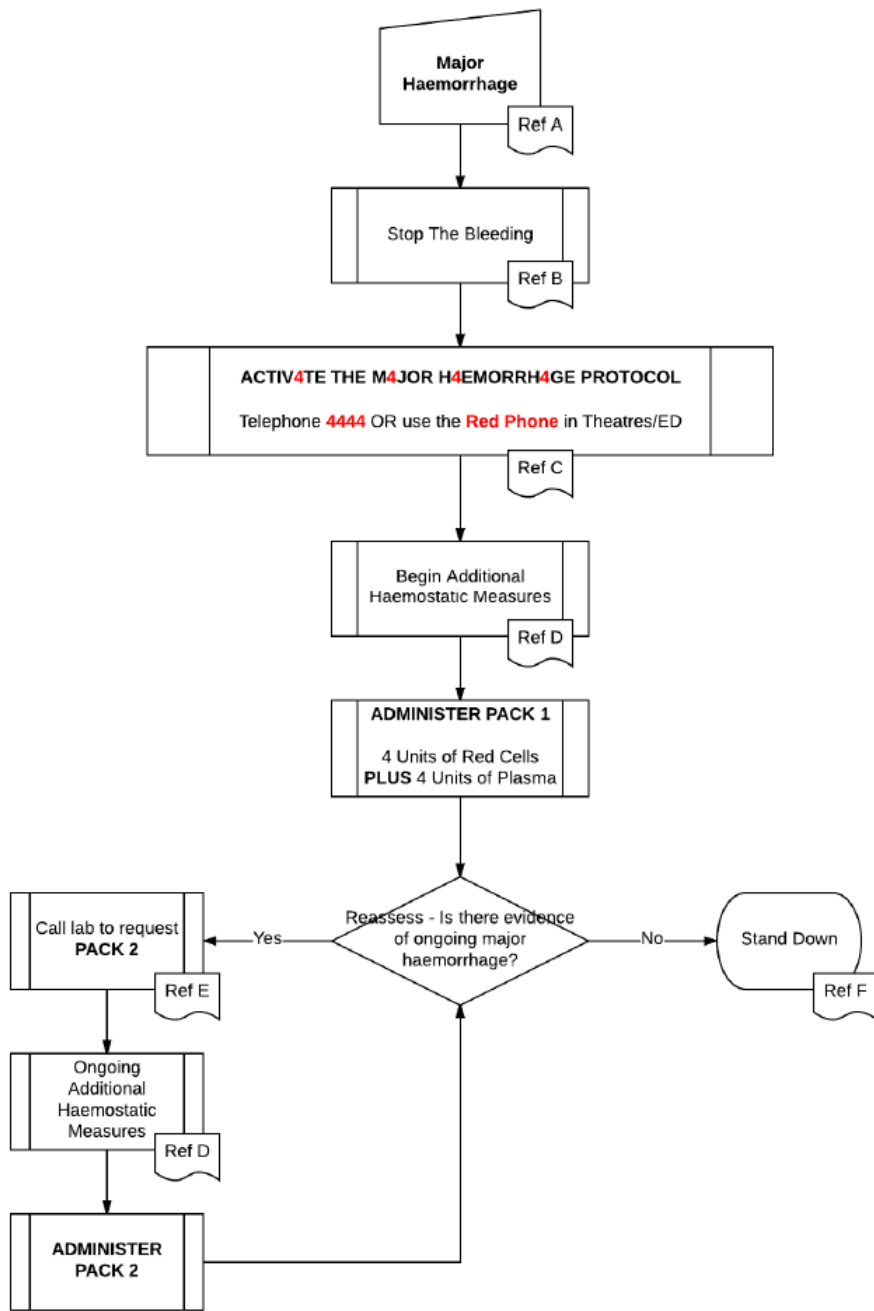 Major
Haemorrhage
Ref A
Stop The Bleeding
Ref B
ACTIV4TE THE M4JOR H4EMORRH4GE PROTOCOL
Telephone 4444 OR use the Red Phone in Theatres/ED
Ref C
Begin Additional
Haemostatic Measures
Ref D
ADMINISTER PACK 1
4 Units of Red Cells
PLUS 4 Units of Plasma
Reassess - Is there evidence
of ongoing major
haemorrhage?
Yes
No
Call lab to request
PACK 2
Ref E
Stand Down
Ref F
Ongoing
Additional
Haemostatic
Measures
Ref D
ADMINISTER
PACK 2